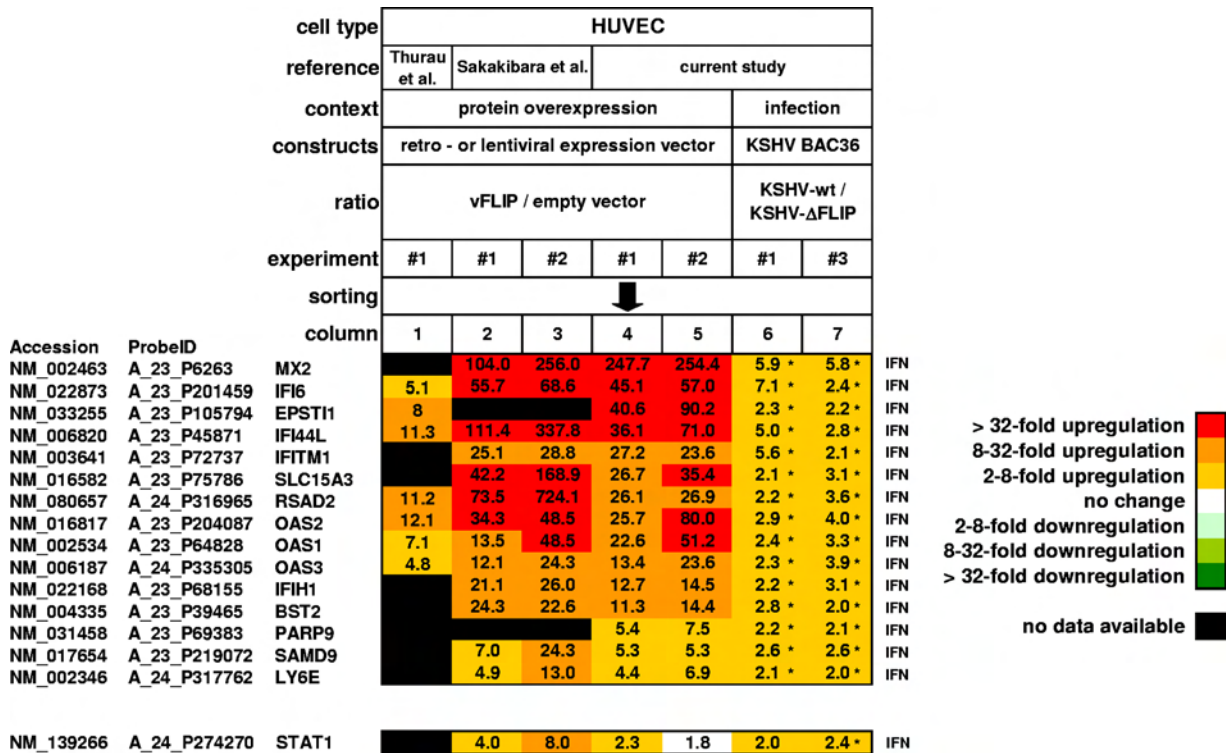 cell type HUVEC
reference Thurau et al. Sakakibara et al. current study
context protein overexpression infection
constructs retro - or lentiviral expression vector KSHV BAC36
ratio vFLIP / empty vector KSHV-wt / KSHV-ΔFLIP
experiment #1 #1 #2 #1 #2 #1 #3
sorting
Accession ProbeID column 1 2 3 4 5 6 7
NM_002463 A_23_P6263 MX2 104.0 256.0 247.7 254.4 5.9 * 5.8 * IFN
NM_022873 A_23_P201459 IFI6 5.1 55.7 68.6 45.1 57.0 7.1 * 2.4 * IFN
NM_033255 A_23_P105794 EPSTI1 8 40.6 90.2 2.3 * 2.2 * IFN
NM_006820 A_23_P45871 IFI44L 11.3 111.4 337.8 36.1 71.0 5.0 * 2.8 * IFN
NM_003641 A_23_P72737 IFITM1 25.1 28.8 27.2 23.6 5.6 * 2.1 * IFN
NM_016582 A_23_P75786 SLC15A3 42.2 168.9 26.7 35.4 2.1 * 3.1 * IFN
NM_080657 A_24_P316965 RSAD2 11.2 73.5 724.1 26.1 26.9 2.2 * 3.6 * IFN
NM_016817 A_23_P204087 OAS2 12.1 34.3 48.5 25.7 80.0 2.9 * 4.0 * IFN
NM_002534 A_23_P64828 OAS1 7.1 13.5 48.5 22.6 51.2 2.4 * 3.3 * IFN
NM_006187 A_24_P335305 OAS3 4.8 12.1 24.3 13.4 23.6 2.3 * 3.9 * IFN
NM_022168 A_23_P68155 IFIH1 21.1 26.0 12.7 14.5 2.2 * 3.1 * IFN
NM_004335 A_23_P39465 BST2 24.3 22.6 11.3 14.4 2.8 * 2.0 * IFN
NM_031458 A_23_P69383 PARP9 5.4 7.5 2.2 * 2.1 * IFN
NM_017654 A_23_P219072 SAMD9 7.0 24.3 5.3 5.3 2.6 * 2.6 * IFN
NM_002346 A_24_P317762 LY6E 4.9 13.0 4.4 6.9 2.1 * 2.0 * IFN
NM_139266 A_24_P274270 STAT1 4.0 8.0 2.3 1.8 2.0 2.4 * IFN
> 32-fold upregulation
8-32-fold upregulation
2-8-fold upregulation
no change
2-8-fold downregulation
8-32-fold downregulation
> 32-fold downregulation
no data available